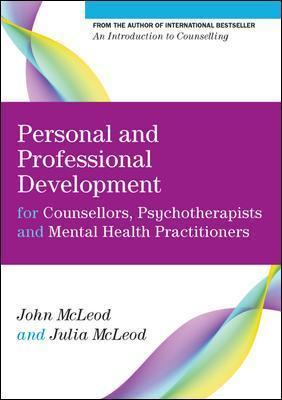 FROM THE AUTHOR OF INTERNATIONAL BESTSELLER
An Introduction to Counselling
Personal and
Professional
Development
for Counsellors, Psychotherapists
and Mental Health Practitioners
John McLeod
and Julia McLeod